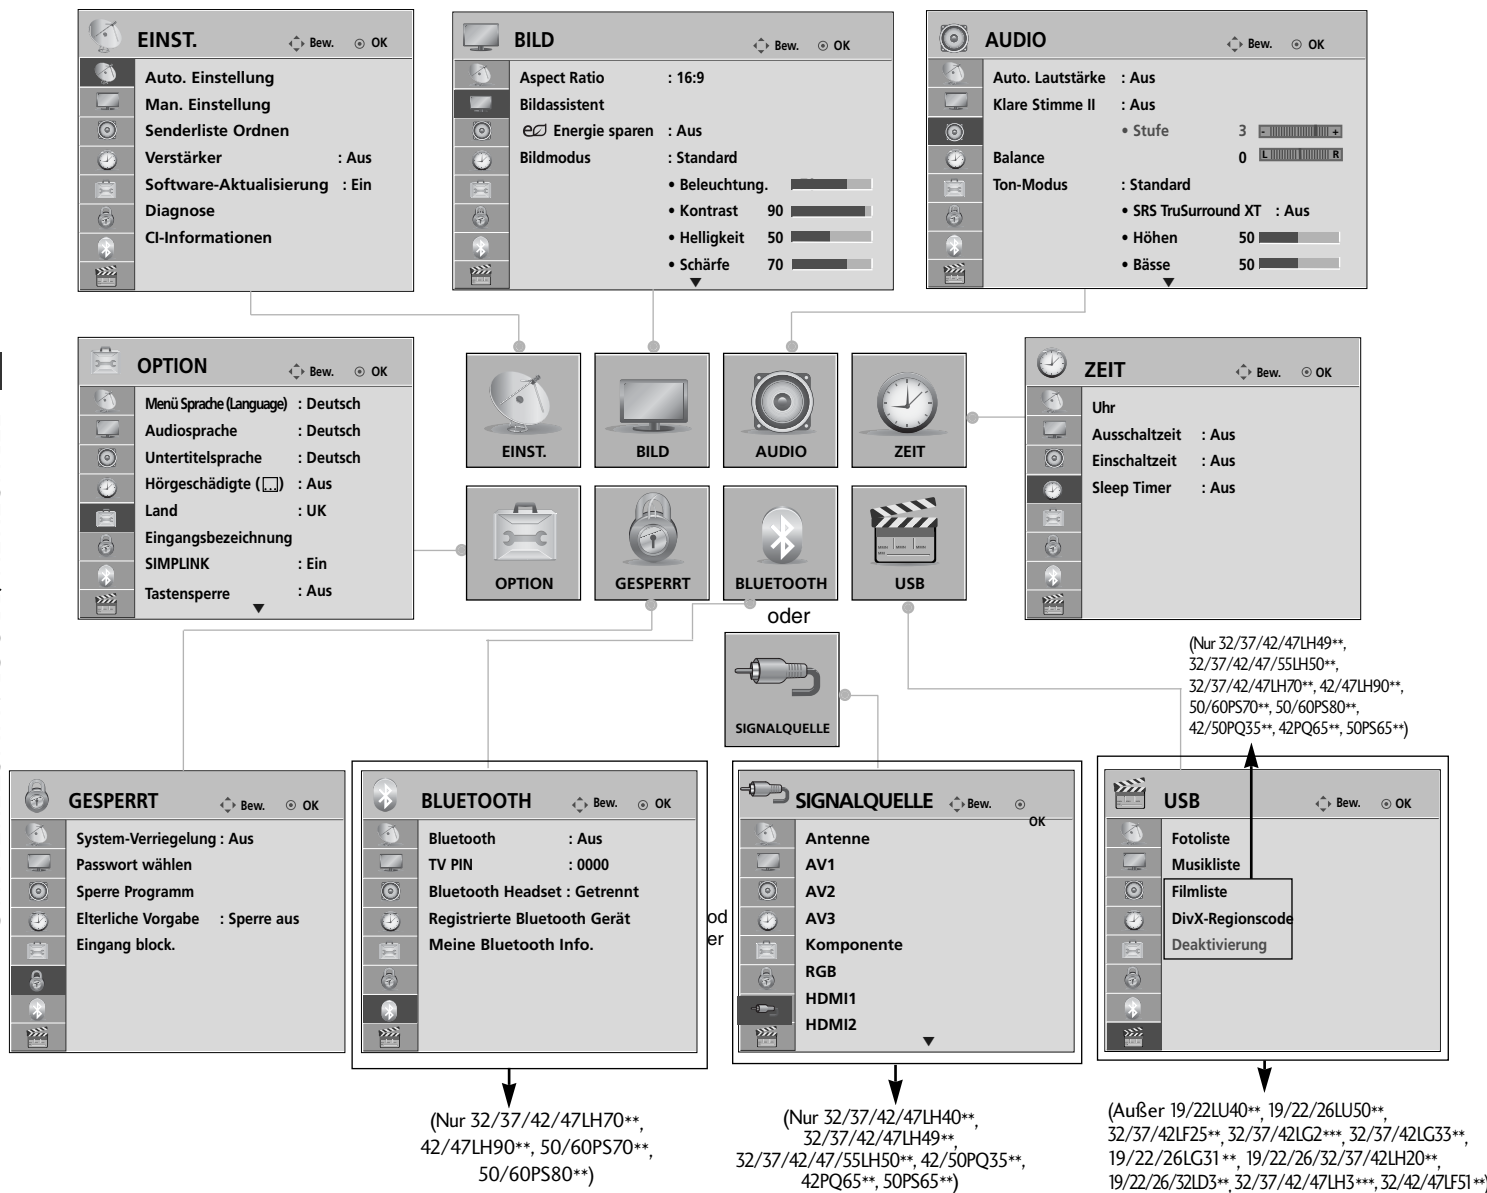 EINST.
Bew. OK
Auto. Einstellung
Man. Einstellung
Senderliste Ordnen
Verstärker : Aus
Software-Aktualisierung : Ein
Diagnose
CI-Informationen
BILD
Bew. OK
Aspect Ratio : 16:9
Bildassistent
Energie sparen : Aus
Bildmodus : Standard
• Beleuchtung.
• Kontrast 90
• Helligkeit 50
• Schärfe 70
AUDIO
Bew. OK
Auto. Lautstärke : Aus
Klare Stimme II : Aus
• Stufe 3 - +
Balance 0 L R
Ton-Modus : Standard
• SRS TruSurround XT : Aus
• Höhen 50
• Bässe 50
OPTION
Bew. OK
Menü Sprache (Language) : Deutsch
Audiosprache : Deutsch
Untertitelsprache : Deutsch
Hörgeschädigte ( ) : Aus
Land : UK
Eingangsbezeichnung
SIMPLINK : Ein
Tastensperre : Aus
EINST.
BILD
AUDIO
ZEIT
OPTION
GESPERRT
BLUETOOTH
USB
oder
SIGNALQUELLE
ZEIT
Bew. OK
Uhr
Ausschaltzeit : Aus
Einschaltzeit : Aus
Sleep Timer : Aus
(Nur 32/37/42/47LH49**,
32/37/42/47/55LH50**,
32/37/42/47LH70**, 42/47LH90**,
50/60PS70**, 50/60PS80**,
42/50PQ35**, 42PQ65**, 50PS65**)
GESPERRT
Bew. OK
System-Verriegelung : Aus
Passwort wählen
Sperre Programm
Elterliche Vorgabe : Sperre aus
Eingang block.
BLUETOOTH
Bew. OK
Bluetooth : Aus
TV PIN : 0000
Bluetooth Headset : Getrennt
Registrierte Bluetooth Gerät
Meine Bluetooth Info.
od
er
SIGNALQUELLE
Bew.
OK
Antenne
AV1
AV2
AV3
Komponente
RGB
HDMI1
HDMI2
USB
Bew. OK
Fotoliste
Musikliste
Filmliste
DivX-Regionscode
Deaktivierung
(Nur 32/37/42/47LH70**,
42/47LH90**, 50/60PS70**,
50/60PS80**)
(Nur 32/37/42/47LH40**,
32/37/42/47LH49**,
32/37/42/47/55LH50**, 42/50PQ35**,
42PQ65**, 50PS65**)
(Außer 19/22LU40**, 19/22/26LU50**,
32/37/42LF25**, 32/37/42LG2***, 32/37/42LG33**,
19/22/26LG31**, 19/22/26/32/37/42LH20**,
19/22/26/32LD3**, 32/37/42/47LH3***, 32/42/47LF51**)